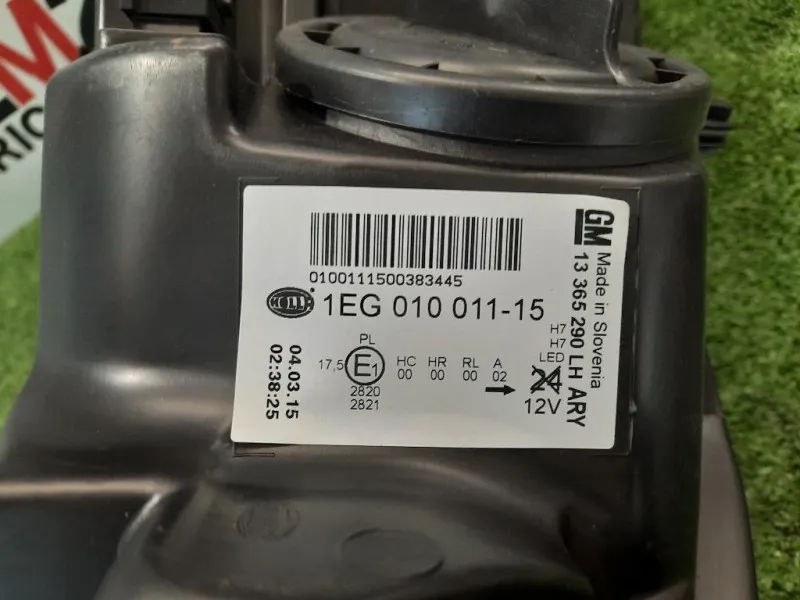 0100111500383445
HELLA
1EG 010 011-15
04.03.15
02:38:25
PL
17,5
E1
2820
2821
HC
00
HR
00
RL
00
A
02
H7
H7
LED
12V
GM
Made in Slovenia
13 365 290 LH ARY